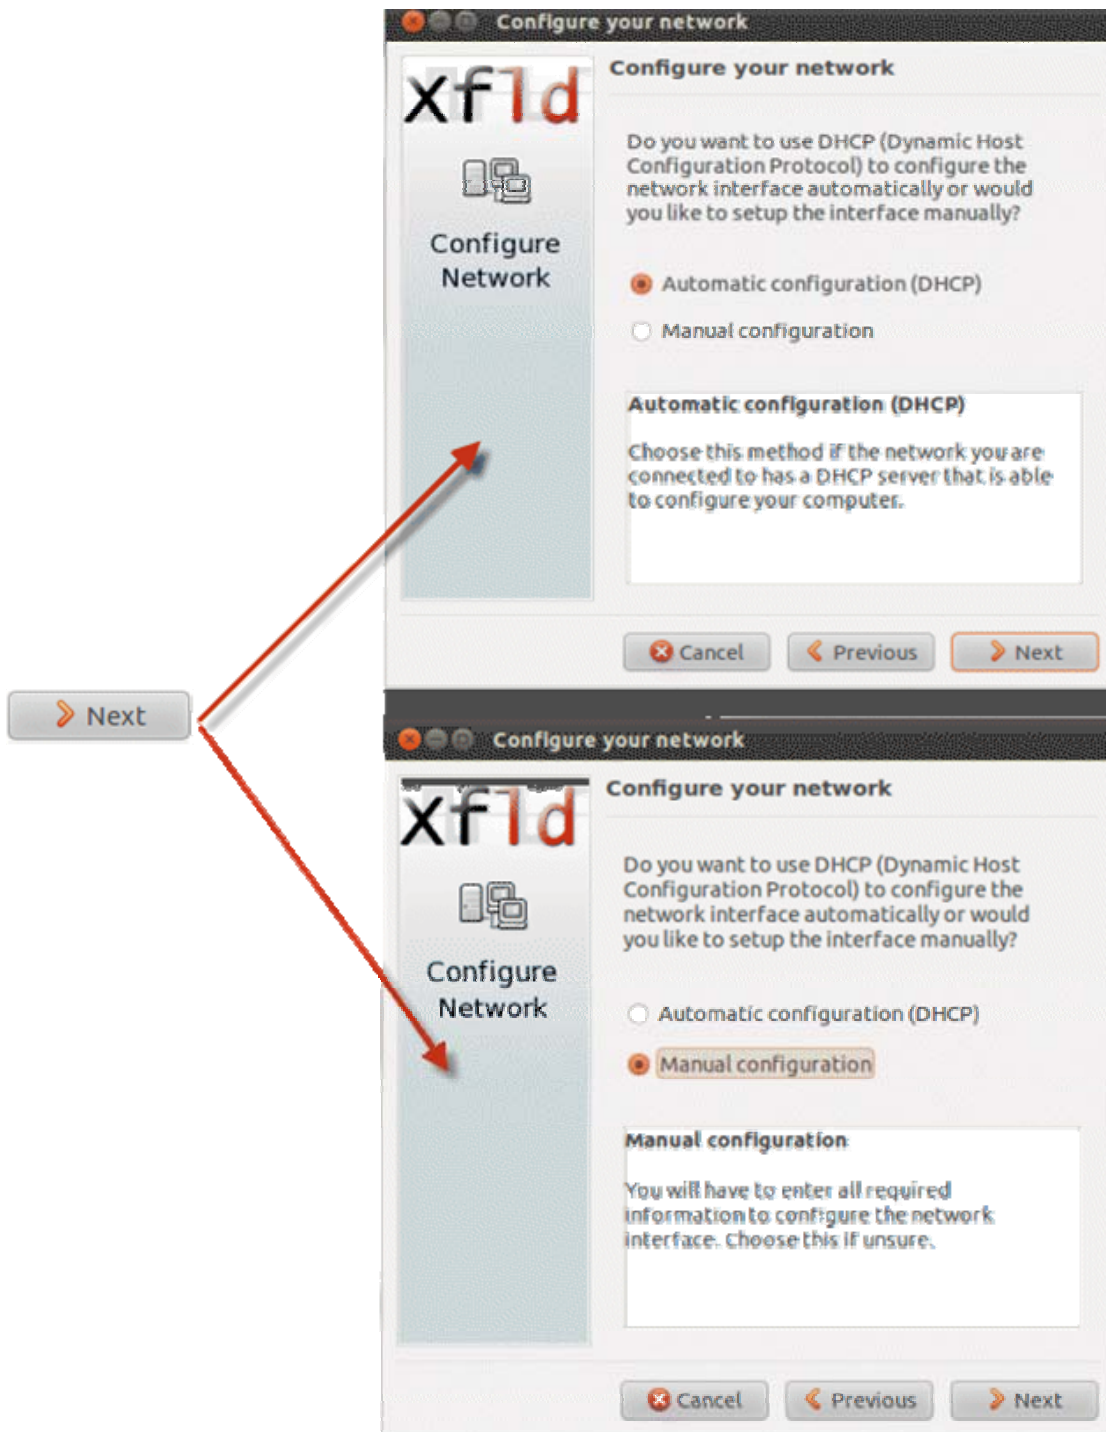 Configure your network
xfld
Configure your network
Do you want to use DHCP (Dynamic Host
Configuration Protocol) to configure the
network interface automatically or would
you like to setup the interface manually?
Configure
Network
Automatic configuration (DHCP)
Manual configuration
Automatic configuration (DHCP)
Choose this method if the network you are
connected to has a DHCP server that is able
to configure your computer.
Cancel
Previous
Next
Next
Configure your network
xfld
Configure your network
Do you want to use DHCP (Dynamic Host
Configuration Protocol) to configure the
network interface automatically or would
you like to setup the interface manually?
Configure
Network
Automatic configuration (DHCP)
Manual configuration
Manual configuration
You will have to enter all required
information to configure the network
interface. Choose this if unsure.
Cancel
Previous
Next